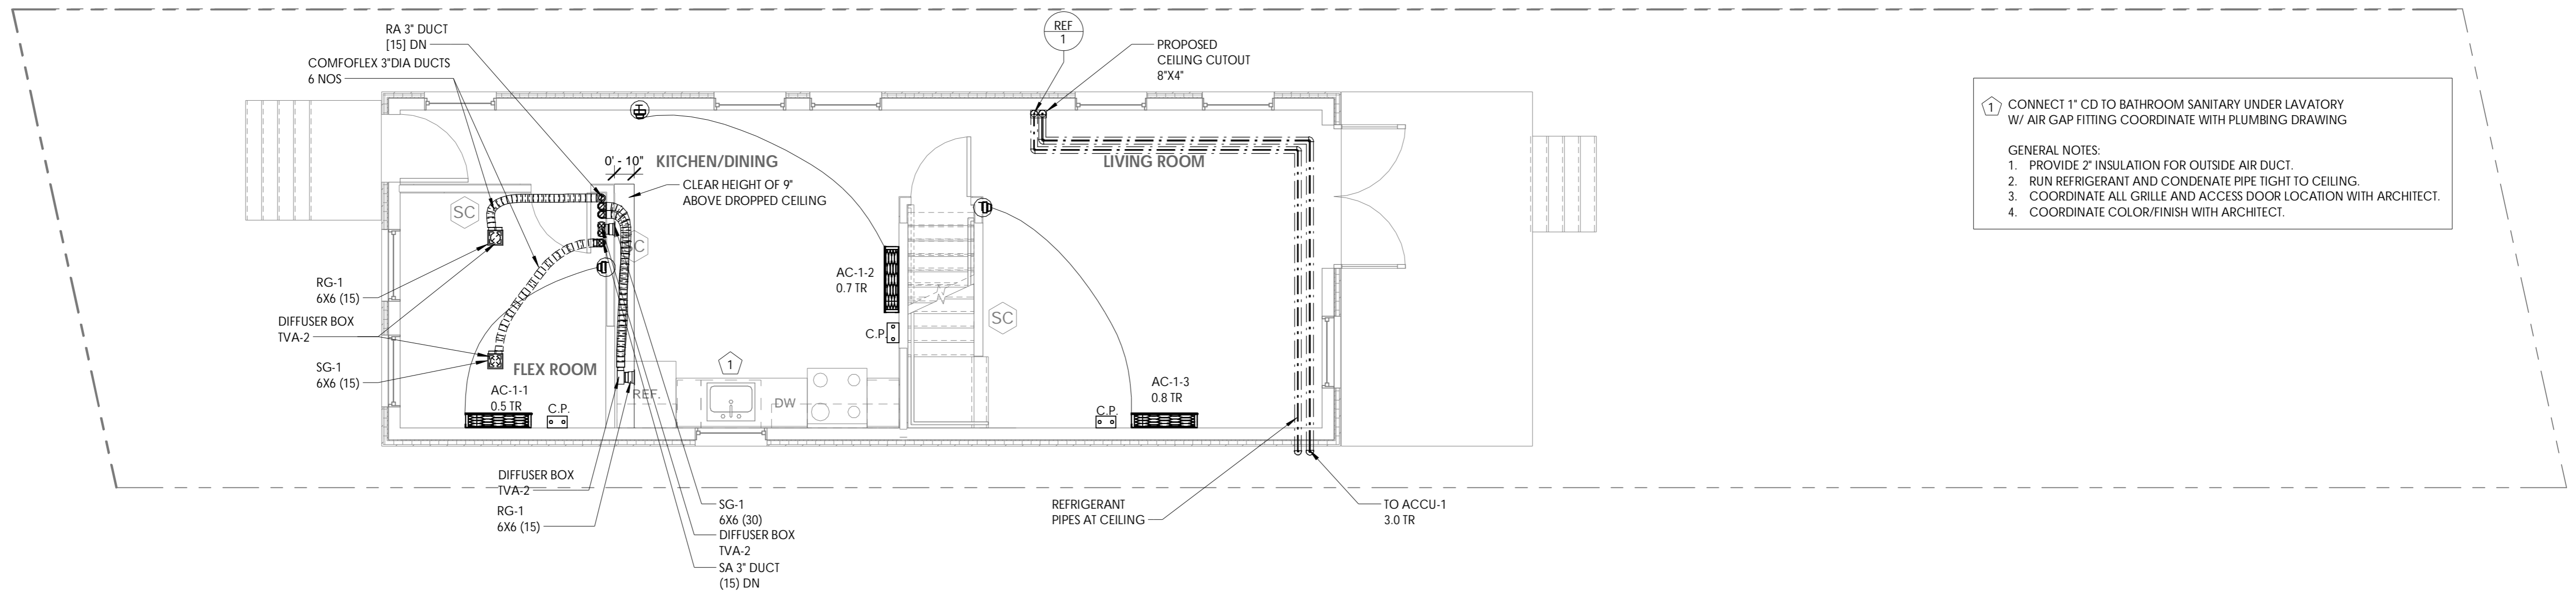 RA 3" DUCT
[15] DN
COMFOFLEX 3"DIA DUCTS
6 NOS
REF
1
PROPOSED
CEILING CUTOUT
8"X4"
1
CONNECT 1" CD TO BATHROOM SANITARY UNDER LAVATORY
W/ AIR GAP FITTING COORDINATE WITH PLUMBING DRAWING
GENERAL NOTES:
1. PROVIDE 2" INSULATION FOR OUTSIDE AIR DUCT.
2. RUN REFRIGERANT AND CONDENATE PIPE TIGHT TO CEILING.
3. COORDINATE ALL GRILLE AND ACCESS DOOR LOCATION WITH ARCHITECT.
4. COORDINATE COLOR/FINISH WITH ARCHITECT.
0' - 10"
KITCHEN/DINING
LIVING ROOM
CLEAR HEIGHT OF 9"
ABOVE DROPPED CEILING
SC
SC
AC-1-2
0.7 TR
C.P.
SC
RG-1
6X6 (15)
DIFFUSER BOX
TVA-2
SG-1
6X6 (15)
FLEX ROOM
AC-1-1
0.5 TR
C.P.
REF.
1
DW
AC-1-3
0.8 TR
C.P.
DIFFUSER BOX
TVA-2
RG-1
6X6 (15)
SG-1
6X6 (30)
DIFFUSER BOX
TVA-2
SA 3" DUCT
(15) DN
REFRIGERANT
PIPES AT CEILING
TO ACCU-1
3.0 TR